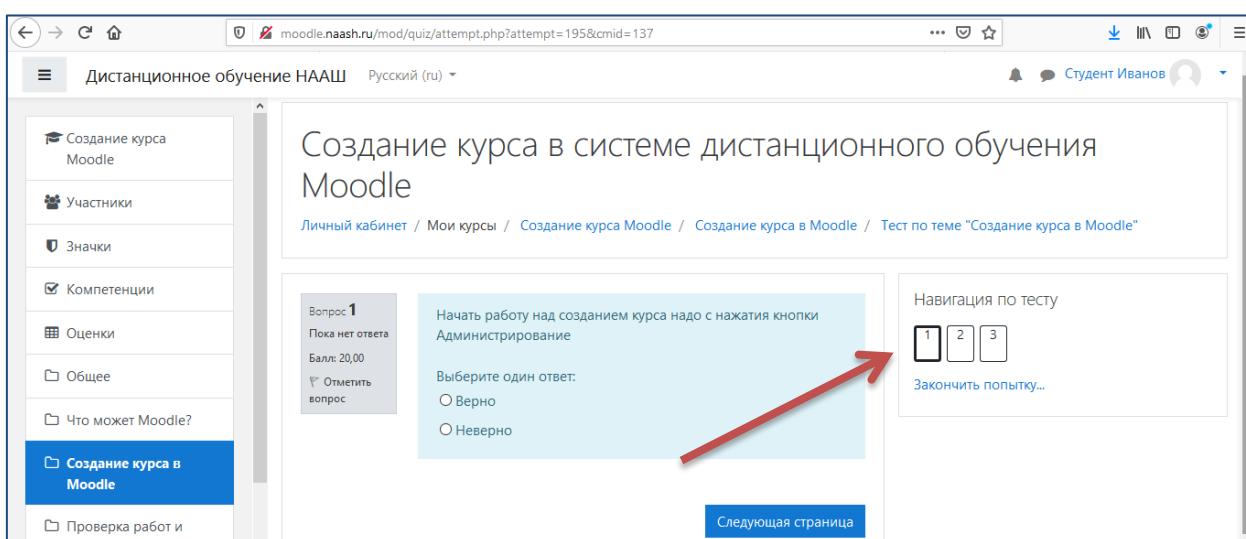 moodle.naash.ru/mod/quiz/attempt.php?attempt=195&cmid=137
Дистанционное обучение НААШ Русский (ru)
Студент Иванов
Создание курса
Moodle
Участники
Значки
Компетенции
Оценки
Общее
Что может Moodle?
Создание курса в
Moodle
Проверка работ и
Создание курса в системе дистанционного обучения
Moodle
Личный кабинет / Мои курсы / Создание курса Moodle / Создание курса в Moodle / Тест по теме "Создание курса в Moodle"
Вопрос 1
Пока нет ответа
Балл: 20,00
Отметить
вопрос
Начать работу над созданием курса надо с нажатия кнопки
Администрирование
Выберите один ответ:
Верно
Неверно
Следующая страница
Навигация по тесту
1 2 3
Закончить попытку...